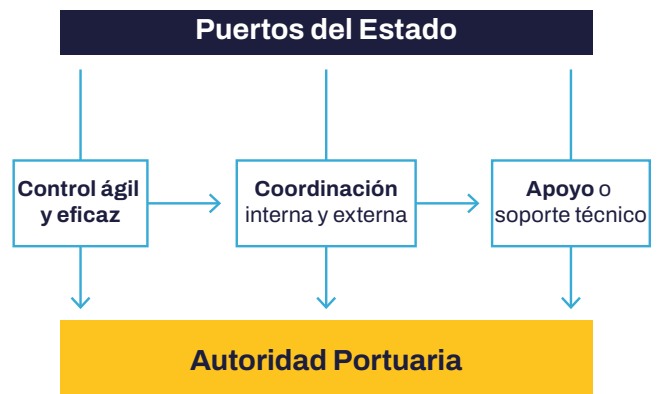 Puertos del Estado
Control ágil
y eficaz
Coordinación
interna y externa
Apoyo o
soporte técnico
Autoridad Portuaria